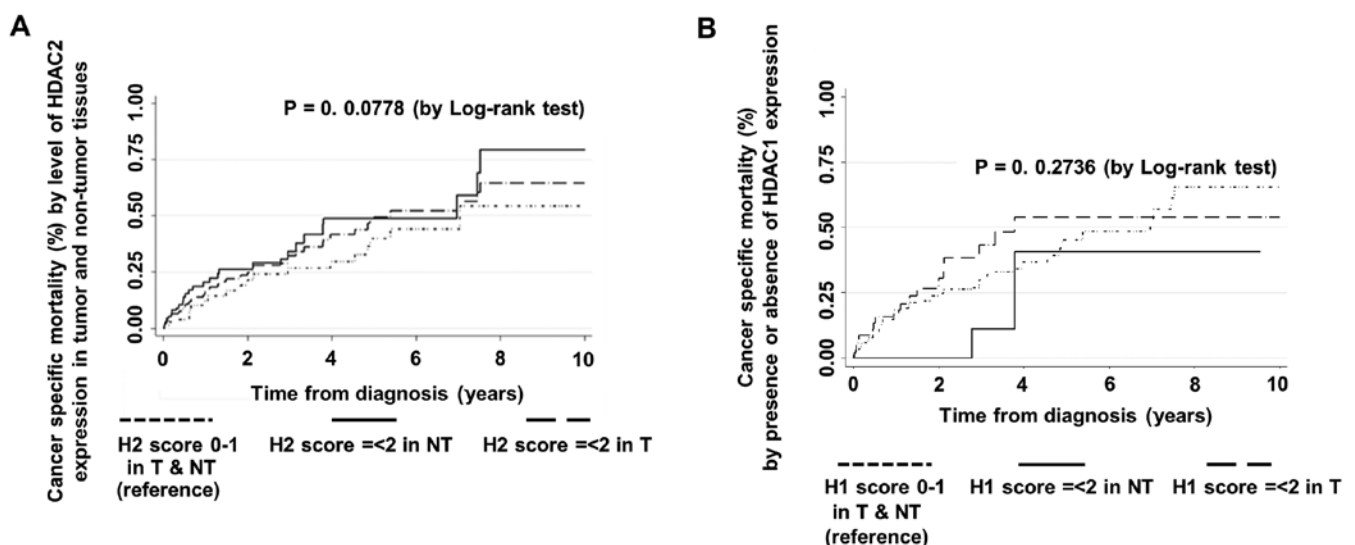 A
Cancer specific mortality (%) by level of HDAC2
expression in tumor and non-tumor tissues
P = 0. 0.0778 (by Log-rank test)
1.00
0.75
0.50
0.25
0.00
0 2 4 6 8 10
Time from diagnosis (years)
H2 score 0-1
in T & NT
(reference)
H2 score =<2 in NT
H2 score =<2 in T
B
Cancer specific mortality (%)
by presence or absence of HDAC1 expression
P = 0. 0.2736 (by Log-rank test)
1.00
0.75
0.50
0.25
0.00
0 2 4 6 8 10
Time from diagnosis (years)
H1 score 0-1
in T & NT
(reference)
H1 score =<2 in NT
H1 score =<2 in T